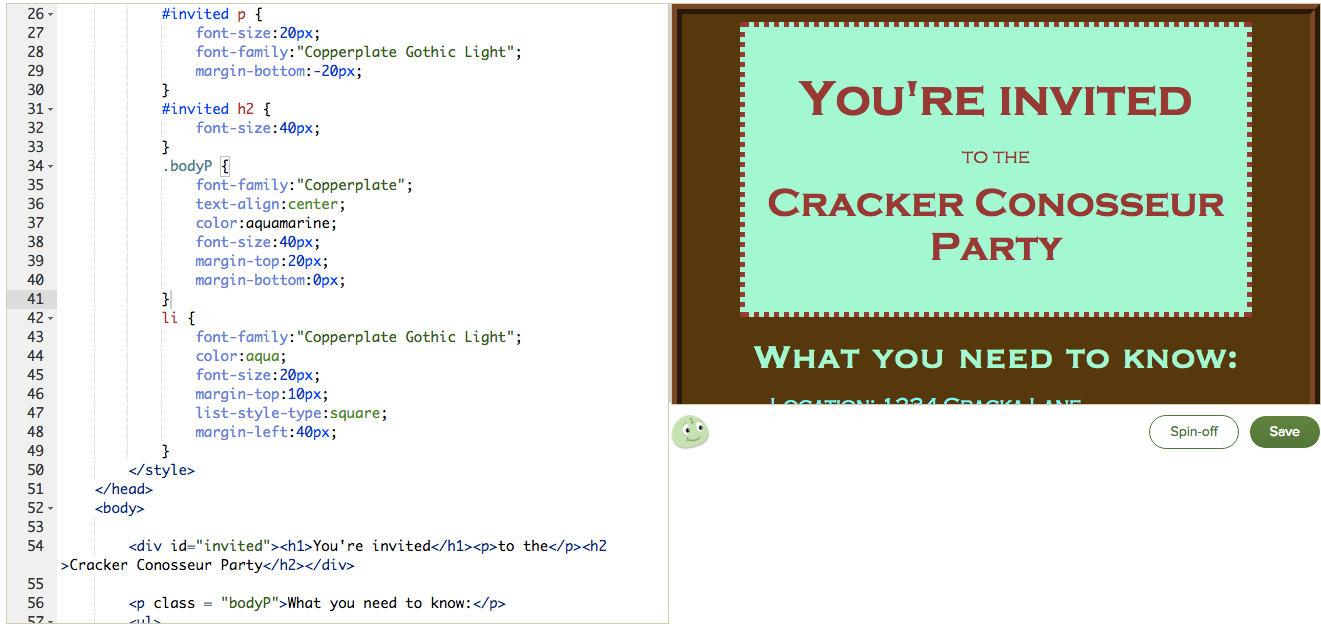 26 #invited p {
27 font-size:20px;
28 font-family:"Copperplate Gothic Light";
29 margin-bottom:-20px;
30 }
31 #invited h2 {
32 font-size:40px;
33 }
34 .bodyP {
35 font-family:"Copperplate";
36 text-align:center;
37 color:aquamarine;
38 font-size:40px;
39 margin-top:20px;
40 margin-bottom:0px;
41 }
42 li {
43 font-family:"Copperplate Gothic Light";
44 color:aqua;
45 font-size:20px;
46 margin-top:10px;
47 list-style-type:square;
48 margin-left:40px;
49 }
50 </style>
51 </head>
52 <body>
53
54 <div id="invited"><h1>You're invited</h1><p>to the</p><h2
>Cracker Conosseur Party</h2></div>
55
56 <p class = "bodyP">What you need to know:</p>
57 <ul>
You're invited
to the
Cracker Conosseur
Party
What you need to know:
Location: 1234 Cracka Lane
Spin-off
Save